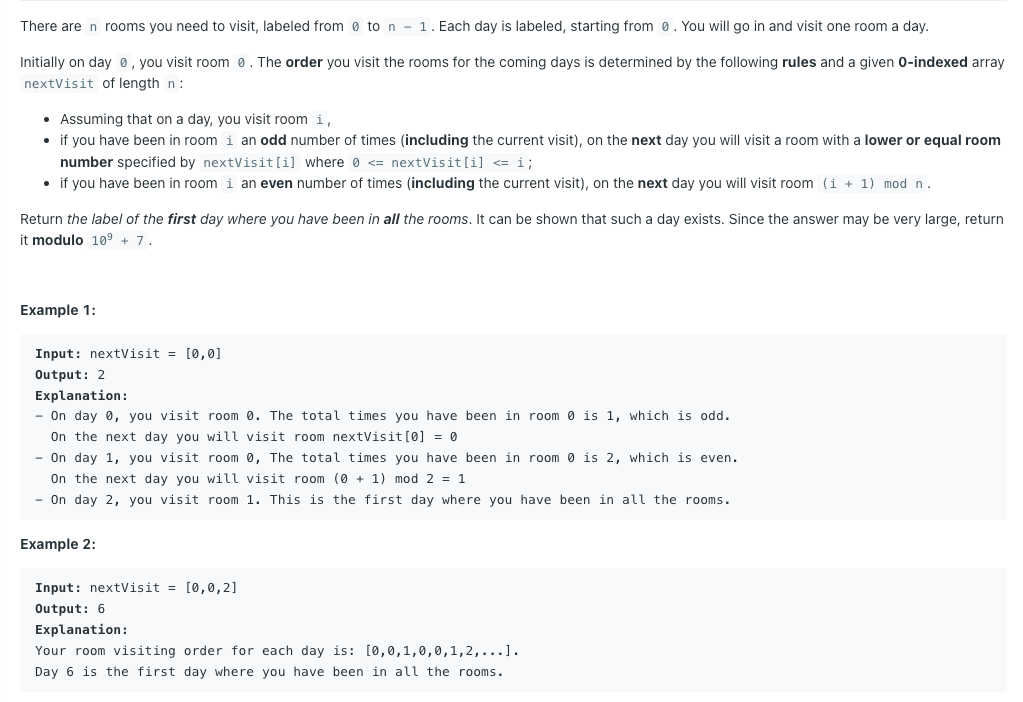 There are n rooms you need to visit, labeled from 0 to n - 1. Each day is labeled, starting from 0. You will go in and visit one room a day.
Initially on day 0, you visit room 0. The order you visit the rooms for the coming days is determined by the following rules and a given 0-indexed array
nextVisit of length n:
• Assuming that on a day, you visit room i,
• if you have been in room i an odd number of times (including the current visit), on the next day you will visit a room with a lower or equal room
number specified by nextVisit[i] where 0 <= nextVisit[i] <= i;
• if you have been in room i an even number of times (including the current visit), on the next day you will visit room (i + 1) mod n.
Return the label of the first day where you have been in all the rooms. It can be shown that such a day exists. Since the answer may be very large, return
it modulo 10⁹ + 7.
Example 1:
Input: nextVisit = [0,0]
Output: 2
Explanation:
- On day 0, you visit room 0. The total times you have been in room 0 is 1, which is odd.
On the next day you will visit room nextVisit[0] = 0
- On day 1, you visit room 0, The total times you have been in room 0 is 2, which is even.
On the next day you will visit room (0 + 1) mod 2 = 1
- On day 2, you visit room 1. This is the first day where you have been in all the rooms.
Example 2:
Input: nextVisit = [0,0,2]
Output: 6
Explanation:
Your room visiting order for each day is: [0,0,1,0,0,1,2,...].
Day 6 is the first day where you have been in all the rooms.